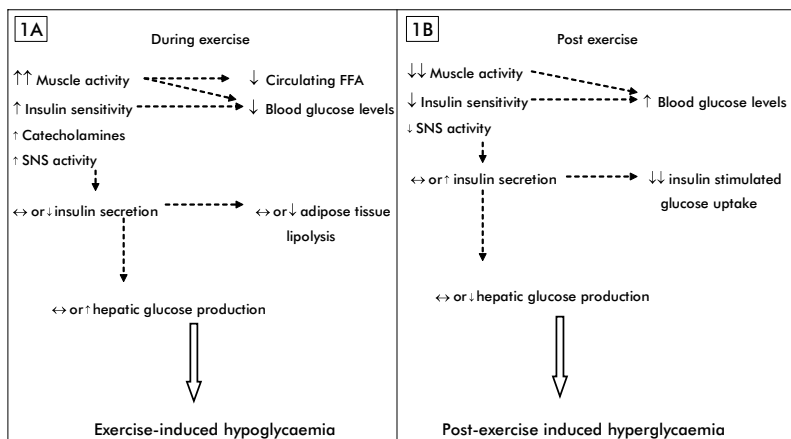 1A
During exercise
↑↑ Muscle activity
↓ Circulating FFA
↑ Insulin sensitivity
↓ Blood glucose levels
↑ Catecholamines
↑ SNS activity
↔ or ↓ insulin secretion
↔ or ↓ adipose tissue
lipolysis
↔ or ↑ hepatic glucose production
Exercise-induced hypoglycaemia
1B
Post exercise
↓↓ Muscle activity
↓ Insulin sensitivity
↑ Blood glucose levels
↓ SNS activity
↔ or ↑ insulin secretion
↓↓ insulin stimulated
glucose uptake
↔ or ↓ hepatic glucose production
Post-exercise induced hyperglycaemia